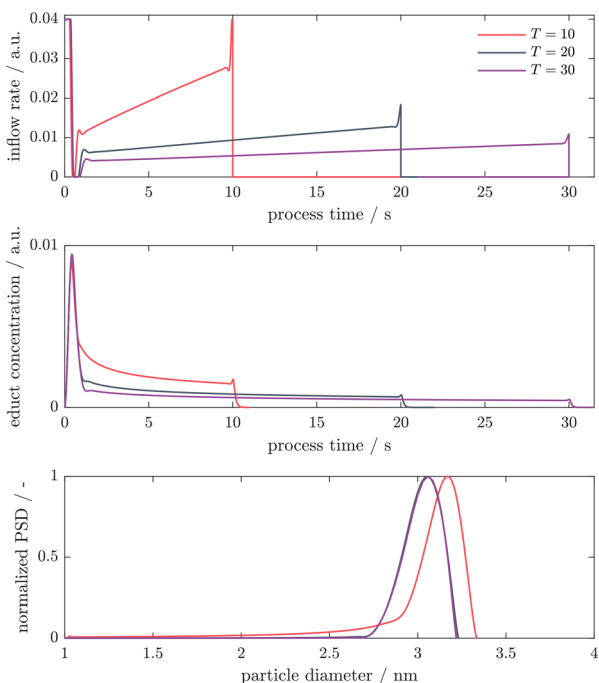 0.04
0.03
0.02
0.01
0
inflow rate / a.u.
T = 10
T = 20
T = 30
0 5 10 15 20 25 30
process time / s
0.01
0
educt concentration / a.u.
0 5 10 15 20 25 30
process time / s
1
0.5
0
normalized PSD / -
1 1.5 2 2.5 3 3.5 4
particle diameter / nm